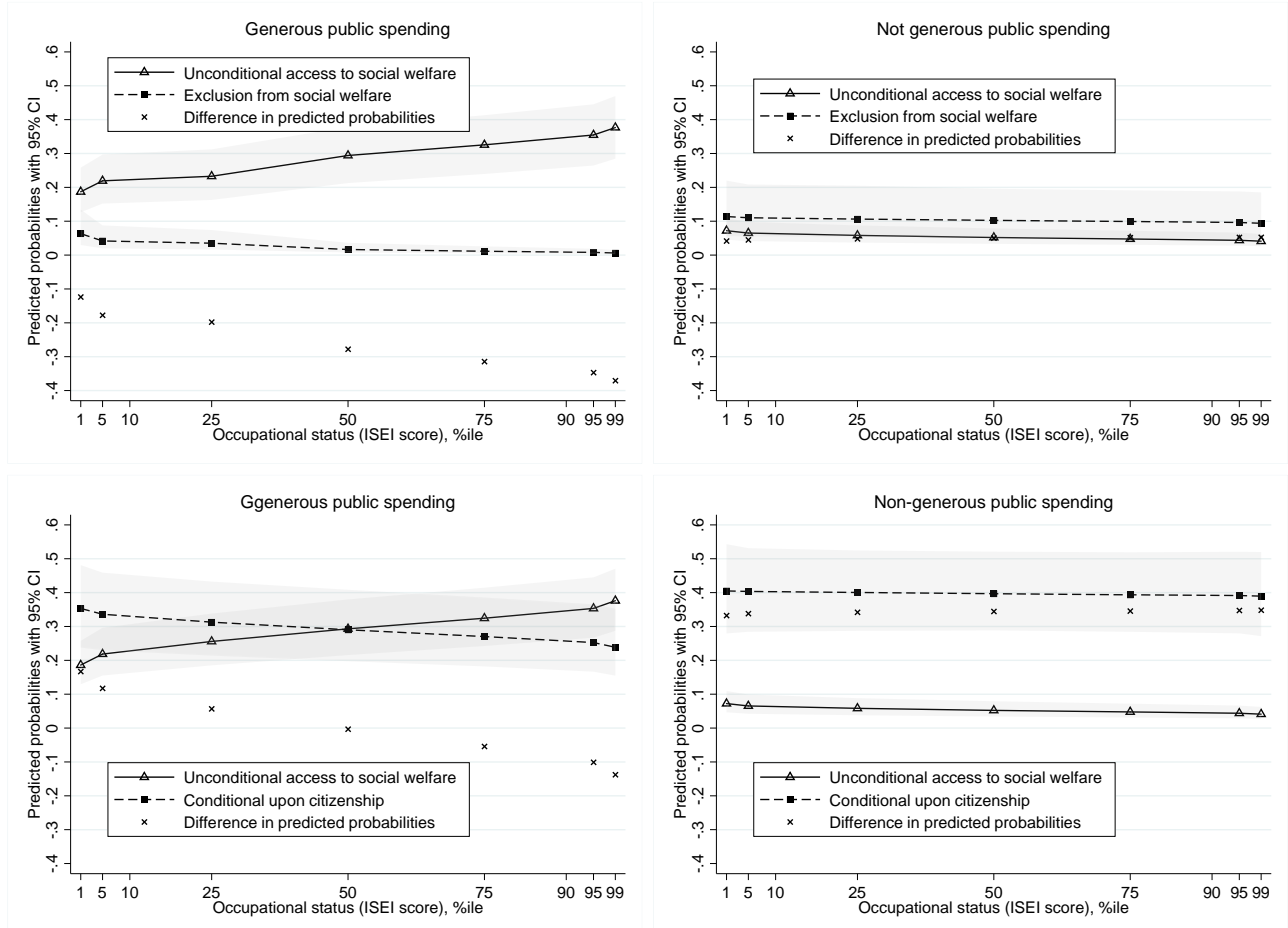 Generous public spending
Predicted probabilities with 95% CI
.6
.5
.4
.3
.2
.1
0
-.1
-.2
-.3
-.4
Unconditional access to social welfare
Exclusion from social welfare
Difference in predicted probabilities
1 5 10 25 50 75 90 95 99
Occupational status (ISEI score), %ile
Not generous public spending
Predicted probabilities with 95% CI
.6
.5
.4
.3
.2
.1
0
-.1
-.2
-.3
-.4
Unconditional access to social welfare
Exclusion from social welfare
Difference in predicted probabilities
1 5 10 25 50 75 90 95 99
Occupational status (ISEI score), %ile
Ggenerous public spending
Predicted probabilities with 95% CI
.6
.5
.4
.3
.2
.1
0
-.1
-.2
-.3
-.4
Unconditional access to social welfare
Conditional upon citizenship
Difference in predicted probabilities
1 5 10 25 50 75 90 95 99
Occupational status (ISEI score), %ile
Non-generous public spending
Predicted probabilities with 95% CI
.6
.5
.4
.3
.2
.1
0
-.1
-.2
-.3
-.4
Unconditional access to social welfare
Conditional upon citizenship
Difference in predicted probabilities
1 5 10 25 50 75 90 95 99
Occupational status (ISEI score), %ile